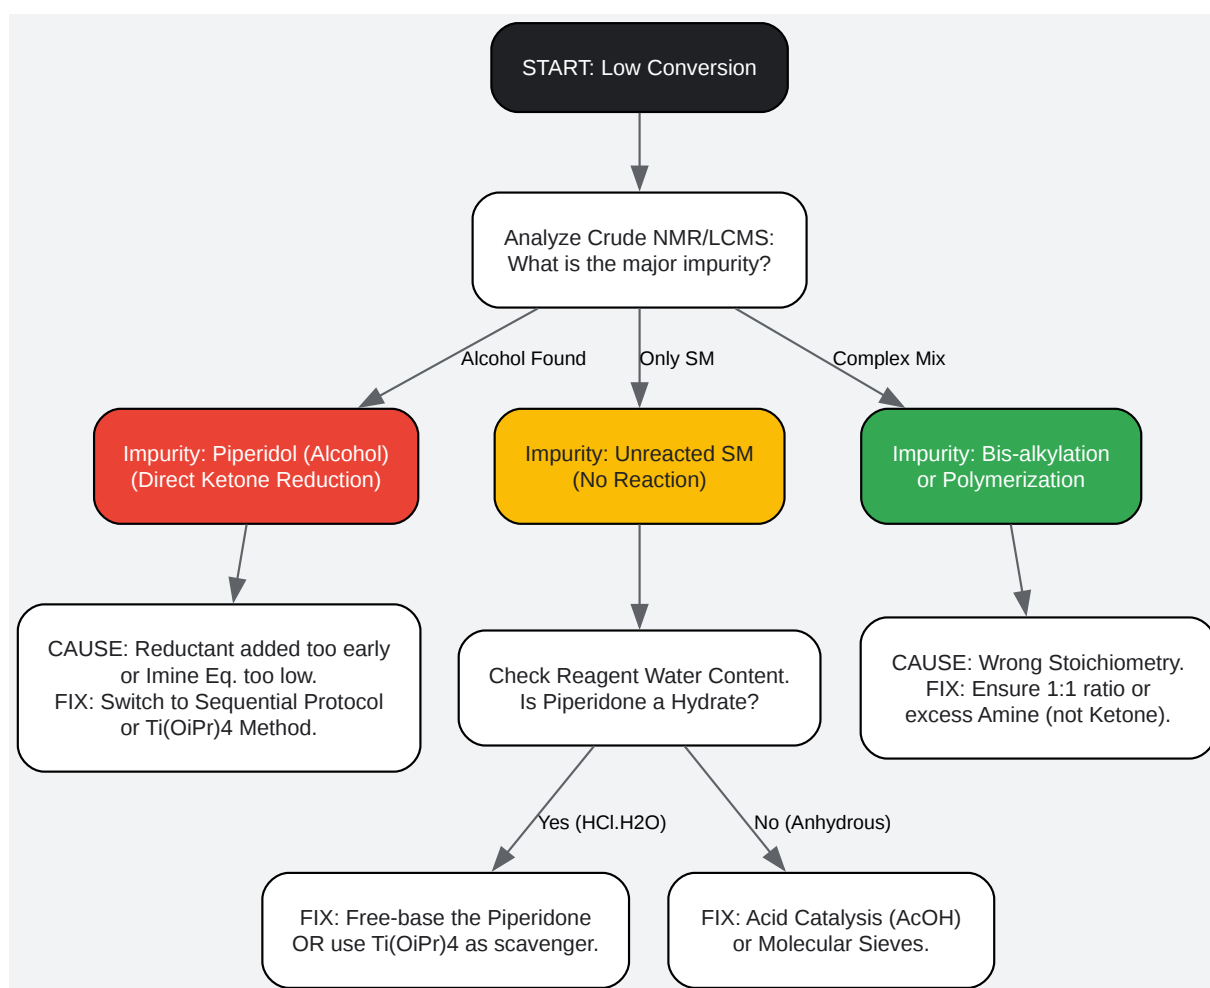 START: Low Conversion
Analyze Crude NMR/LCMS:
What is the major impurity?
Alcohol Found
Only SM
Complex Mix
Impurity: Piperidol (Alcohol)
(Direct Ketone Reduction)
Impurity: Unreacted SM
(No Reaction)
Impurity: Bis-alkylation
or Polymerization
CAUSE: Reductant added too early
or Imine Eq. too low.
FIX: Switch to Sequential Protocol
or Ti(OiPr)4 Method.
Check Reagent Water Content.
Is Piperidone a Hydrate?
CAUSE: Wrong Stoichiometry.
FIX: Ensure 1:1 ratio or
excess Amine (not Ketone).
Yes (HCl.H2O)
No (Anhydrous)
FIX: Free-base the Piperidone
OR use Ti(OiPr)4 as scavenger.
FIX: Acid Catalysis (AcOH)
or Molecular Sieves.